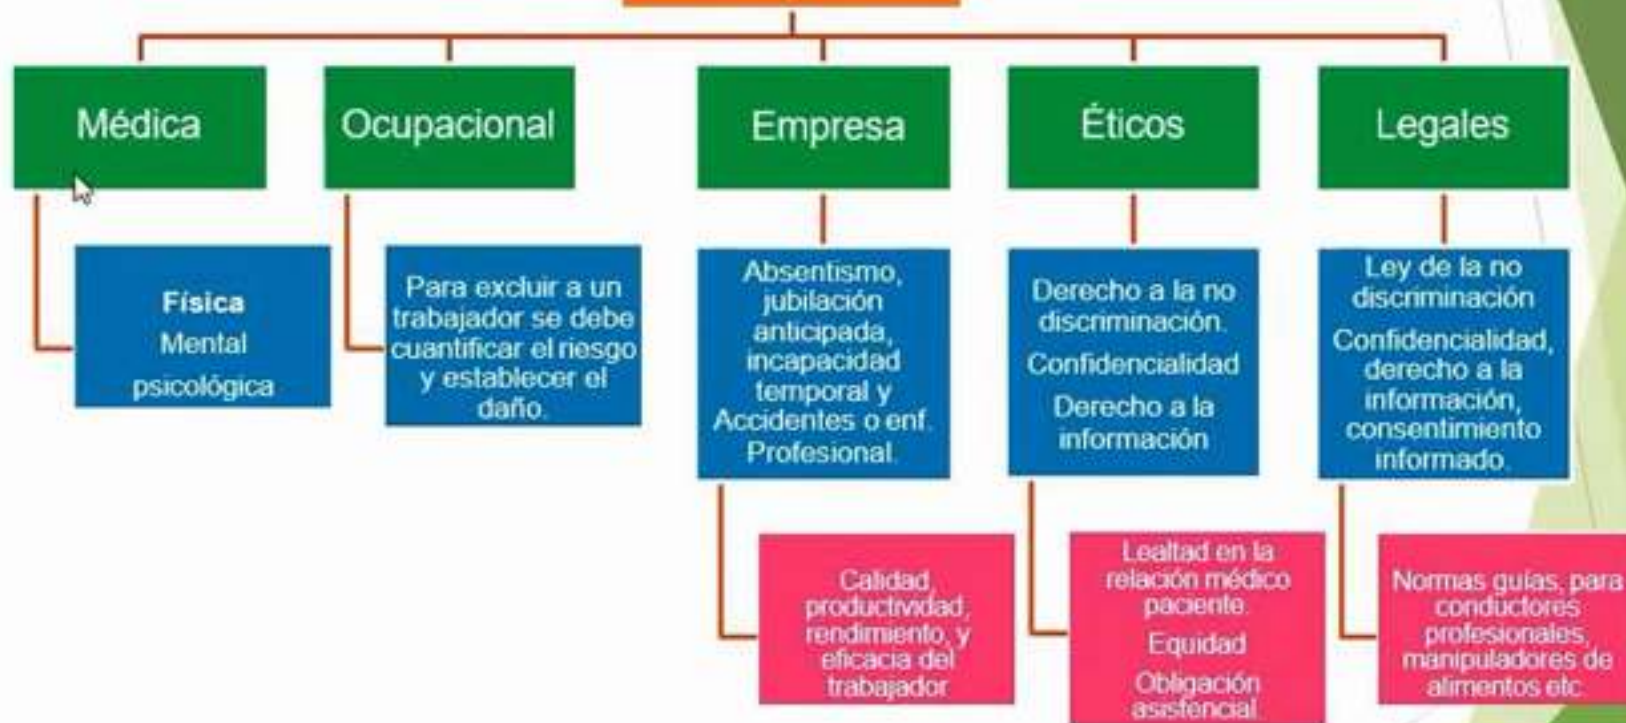 Médica
Ocupacional
Empresa
Éticos
Legales
Física
Mental
psicológica
Para excluir a un
trabajador se debe
cuantificar el riesgo
y establecer el
daño.
Absentismo,
jubilación
anticipada,
incapacidad
temporal y
Accidentes o enf.
Profesional.
Derecho a la no
discriminación.
Confidencialidad
Derecho a la
información
Ley de la no
discriminación
Confidencialidad,
derecho a la
información,
consentimiento
informado.
Calidad,
productividad,
rendimiento, y
eficacia del
trabajador
Lealtad en la
relación médico
paciente.
Equidad
Obligación
asistencial.
Normas guías, para
conductores
profesionales,
manipuladores de
alimentos etc